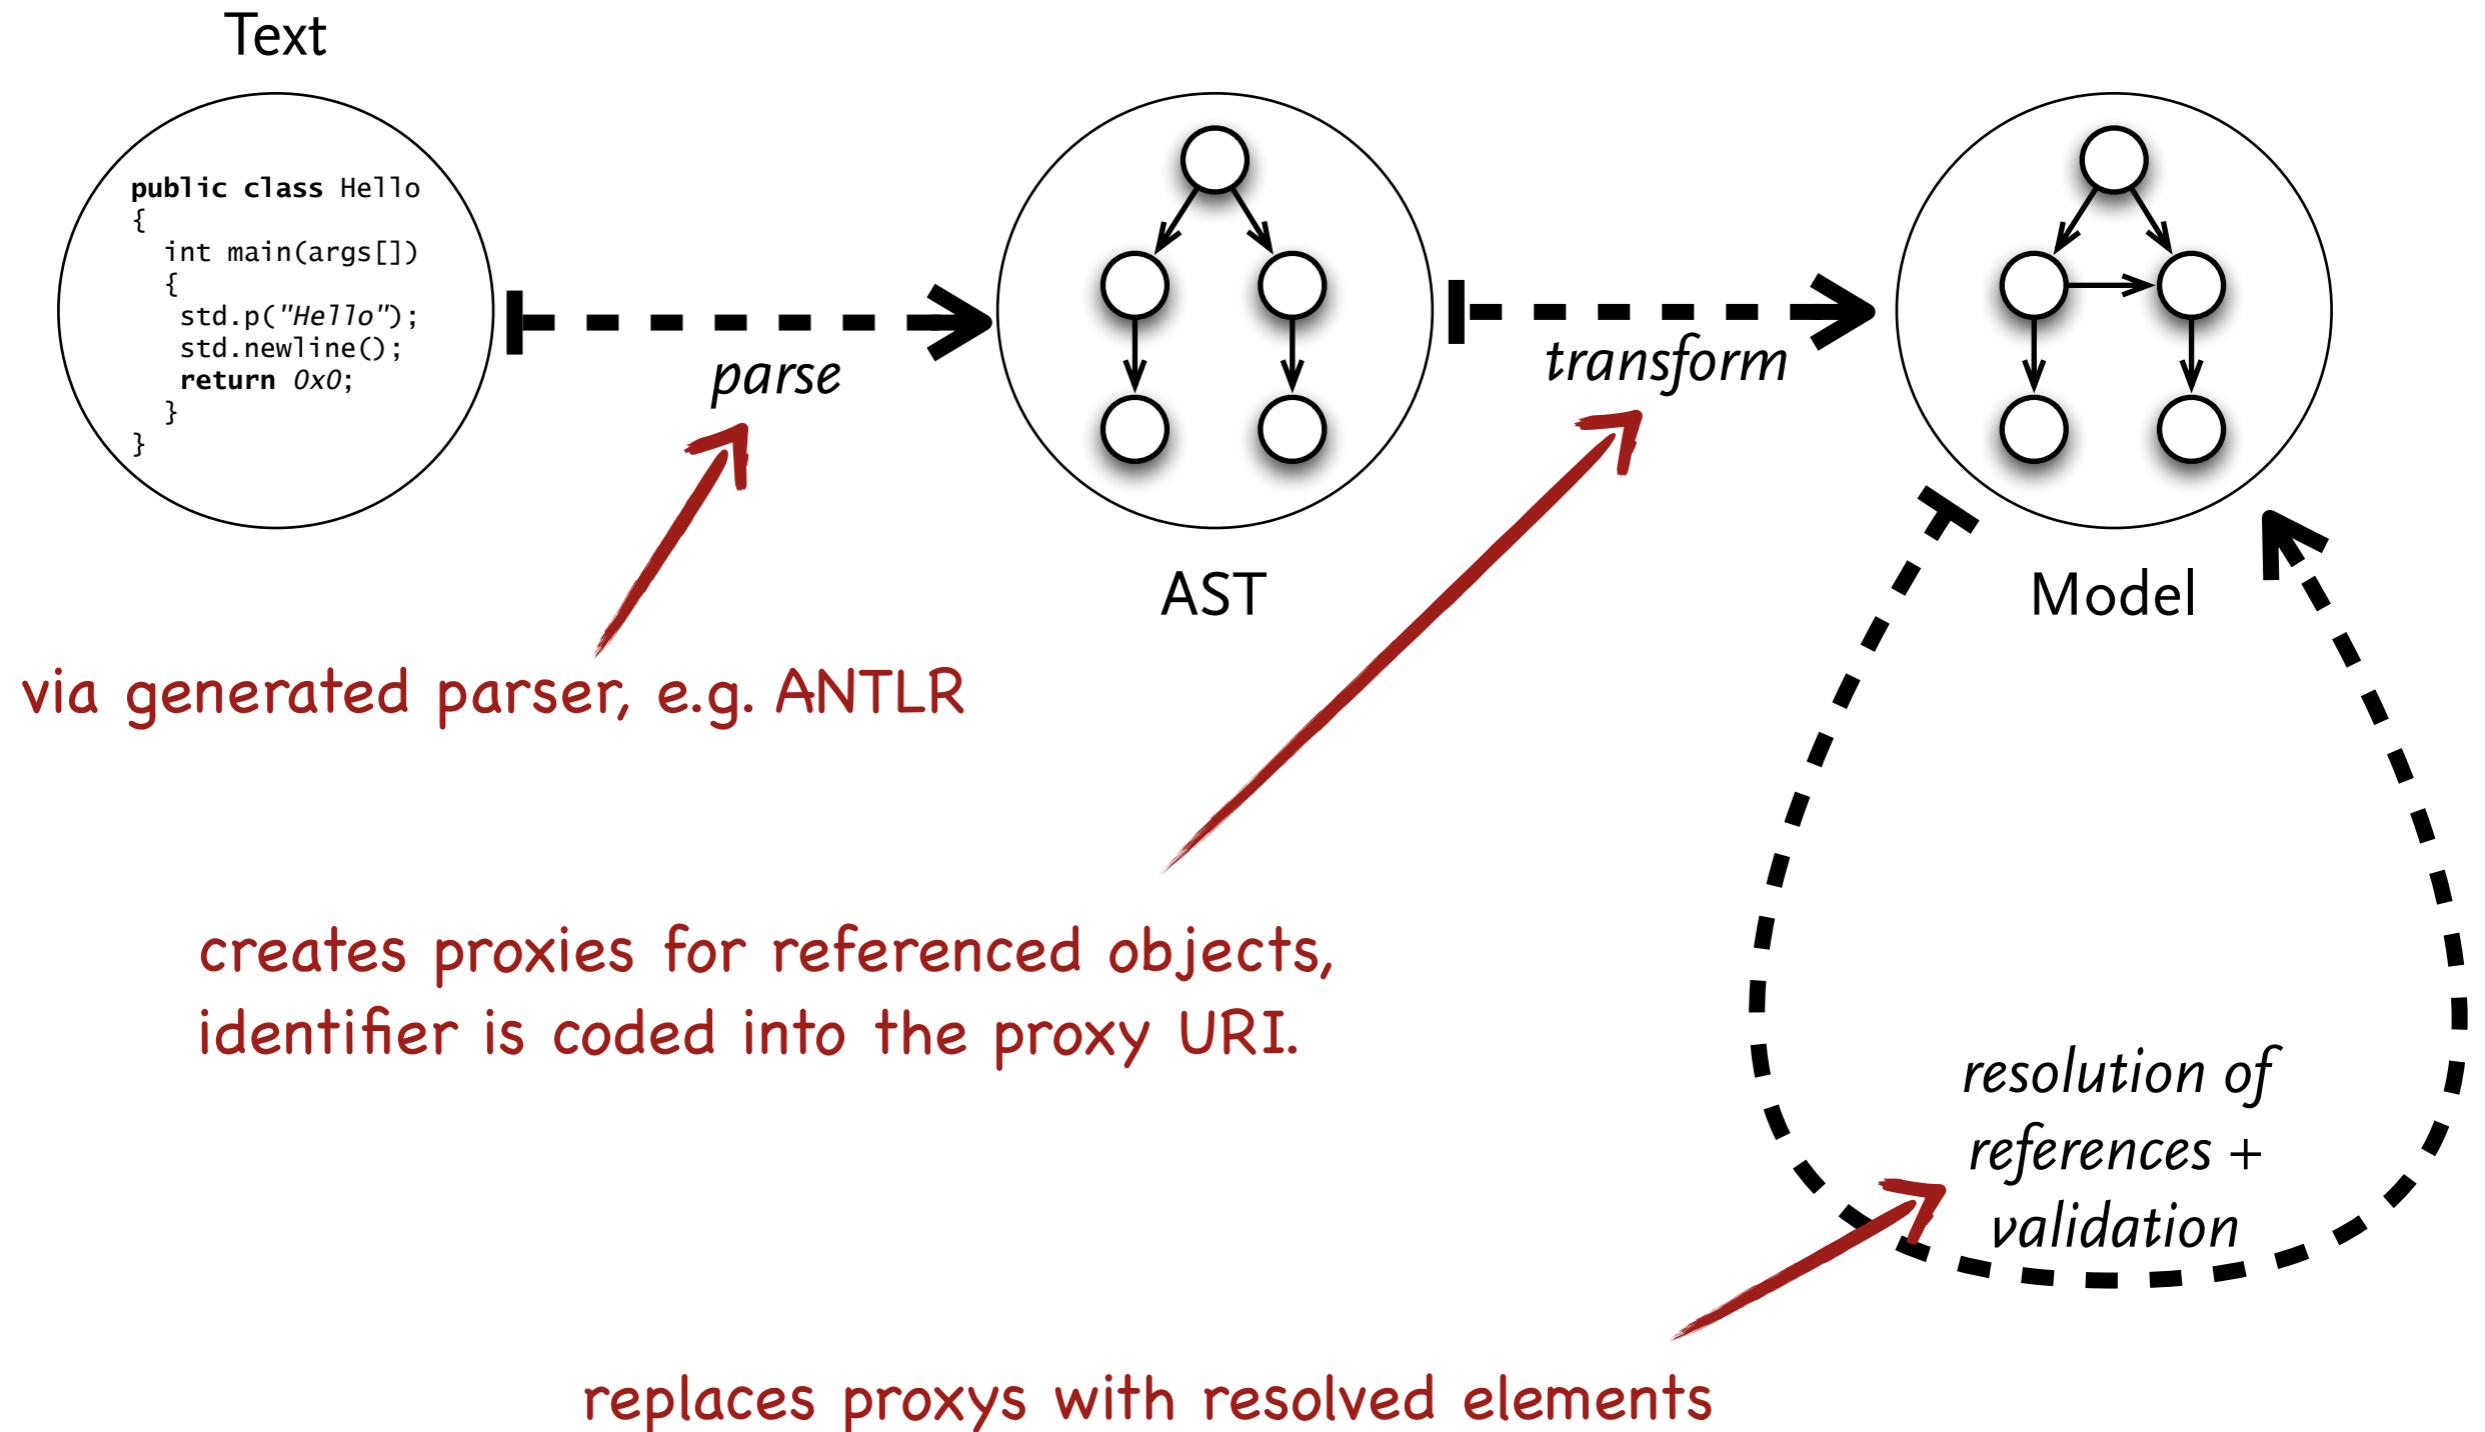 Text
public class Hello
{
int main(args[])
{
std.p("Hello");
std.newline();
return 0x0;
}
}
parse
AST
transform
Model
via generated parser, e.g. ANTLR
creates proxies for referenced objects,
identifier is coded into the proxy URI.
resolution of
references +
validation
replaces proxys with resolved elements